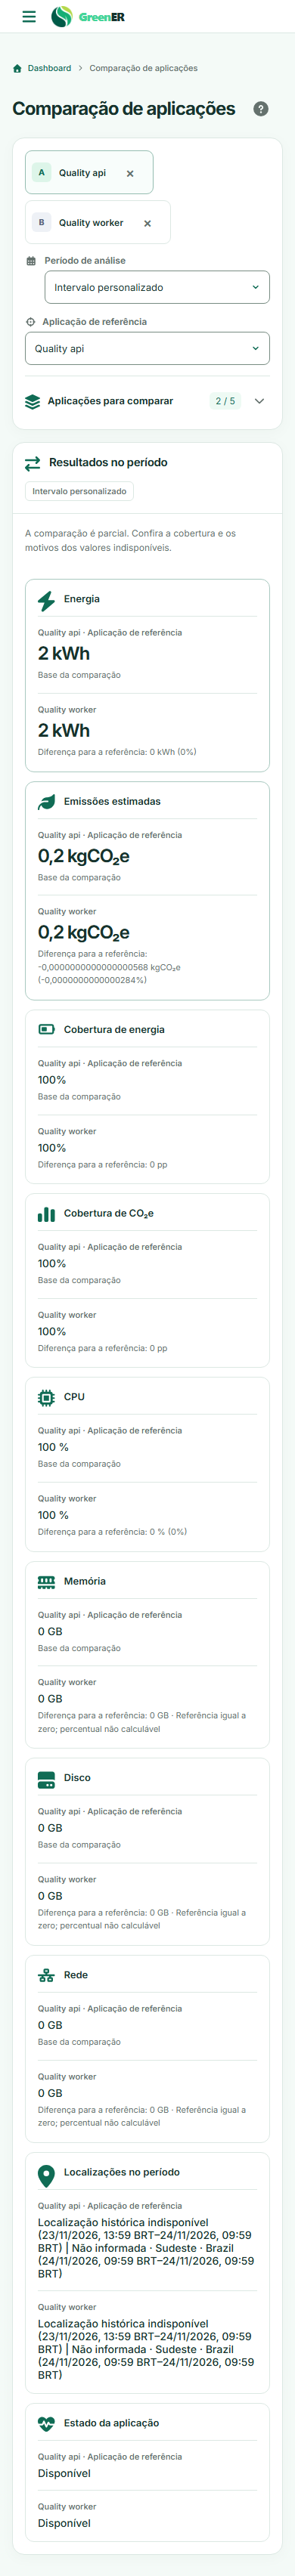 GreenER
Dashboard > Comparação de aplicações
Comparação de aplicações ?
A Quality api ×
B Quality worker ×
Período de análise
Intervalo personalizado
Aplicação de referência
Quality api
Aplicações para comparar 2 / 5
Resultados no período
Intervalo personalizado
A comparação é parcial. Confira a cobertura e os
motivos dos valores indisponíveis.
Energia
Quality api · Aplicação de referência
2 kWh
Base da comparação
Quality worker
2 kWh
Diferença para a referência: 0 kWh (0%)
Emissões estimadas
Quality api · Aplicação de referência
0,2 kgCO₂e
Base da comparação
Quality worker
0,2 kgCO₂e
Diferença para a referência:
-0,0000000000000000568 kgCO₂e
(-0,0000000000000284%)
Cobertura de energia
Quality api · Aplicação de referência
100%
Base da comparação
Quality worker
100%
Diferença para a referência: 0 pp
Cobertura de CO₂e
Quality api · Aplicação de referência
100%
Base da comparação
Quality worker
100%
Diferença para a referência: 0 pp
CPU
Quality api · Aplicação de referência
100 %
Base da comparação
Quality worker
100 %
Diferença para a referência: 0 % (0%)
Memória
Quality api · Aplicação de referência
0 GB
Base da comparação
Quality worker
0 GB
Diferença para a referência: 0 GB · Referência igual a
zero; percentual não calculável
Disco
Quality api · Aplicação de referência
0 GB
Base da comparação
Quality worker
0 GB
Diferença para a referência: 0 GB · Referência igual a
zero; percentual não calculável
Rede
Quality api · Aplicação de referência
0 GB
Base da comparação
Quality worker
0 GB
Diferença para a referência: 0 GB · Referência igual a
zero; percentual não calculável
Localizações no período
Quality api · Aplicação de referência
Localização histórica indisponível
(23/11/2026, 13:59 BRT–24/11/2026, 09:59
BRT) | Não informada · Sudeste · Brazil
(24/11/2026, 09:59 BRT–24/11/2026, 09:59
BRT)
Quality worker
Localização histórica indisponível
(23/11/2026, 13:59 BRT–24/11/2026, 09:59
BRT) | Não informada · Sudeste · Brazil
(24/11/2026, 09:59 BRT–24/11/2026, 09:59
BRT)
Estado da aplicação
Quality api · Aplicação de referência
Disponível
Quality worker
Disponível